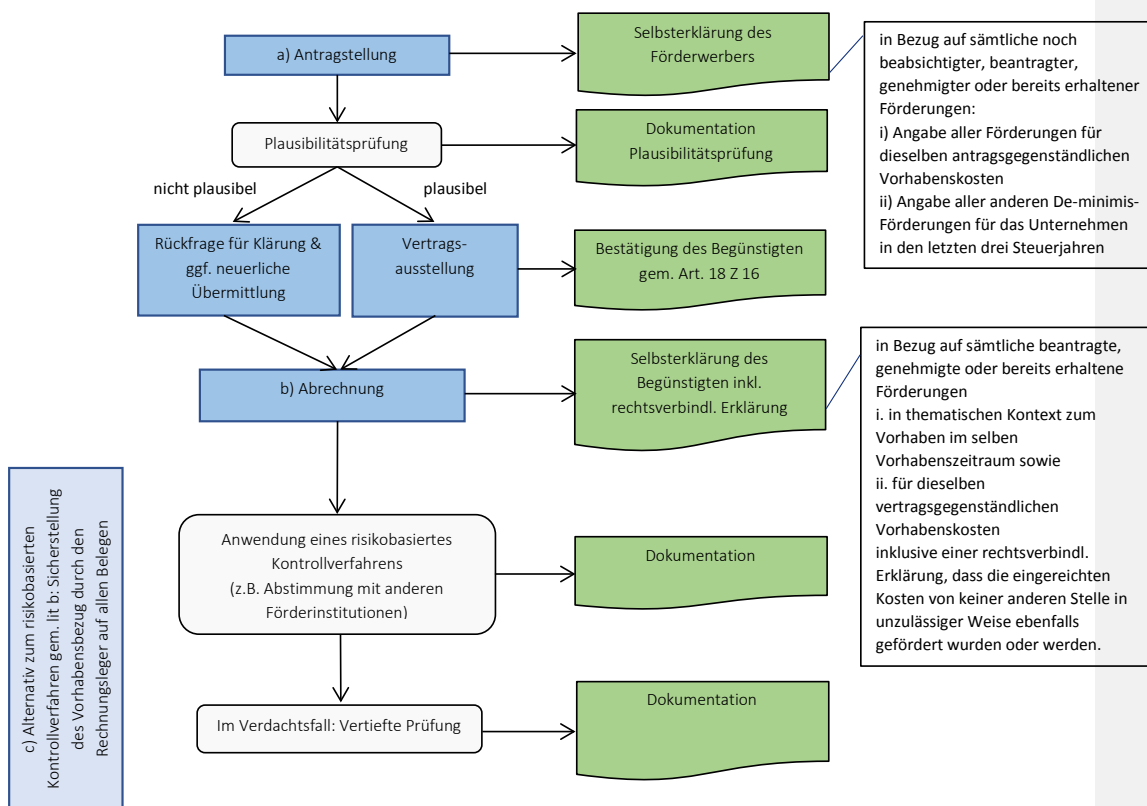 a) Antragstellung
Selbsterklärung des
Förderwerbers
in Bezug auf sämtliche noch
beabsichtigter, beantragter,
genehmigter oder bereits erhaltener
Förderungen:
i) Angabe aller Förderungen für
dieselben antragsgegenständlichen
Vorhabenskosten
ii) Angabe aller anderen De-minimis-
Förderungen für das Unternehmen
in den letzten drei Steuerjahren
Plausibilitätsprüfung
Dokumentation
Plausibilitätsprüfung
nicht plausibel
plausibel
Rückfrage für Klärung &
ggf. neuerliche
Übermittlung
Vertrags-
ausstellung
Bestätigung des Begünstigten
gem. Art. 18 Z 16
b) Abrechnung
Selbsterklärung des
Begünstigten inkl.
rechtsverbindl. Erklärung
in Bezug auf sämtliche beantragte,
genehmigte oder bereits erhaltene
Förderungen
i. in thematischen Kontext zum
Vorhaben im selben
Vorhabenszeitraum sowie
ii. für dieselben
vertragsgegenständlichen
Vorhabenskosten
inklusive einer rechtsverbindl.
Erklärung, dass die eingereichten
Kosten von keiner anderen Stelle in
unzulässiger Weise ebenfalls
gefördert wurden oder werden.
c) Alternativ zum risikobasierten
Kontrollverfahren gem. lit b: Sicherstellung
des Vorhabensbezug durch den
Rechnungsleger auf allen Belegen
Anwendung eines risikobasiertes
Kontrollverfahrens
(z.B. Abstimmung mit anderen
Förderinstitutionen)
Dokumentation
Im Verdachtsfall: Vertiefte Prüfung
Dokumentation